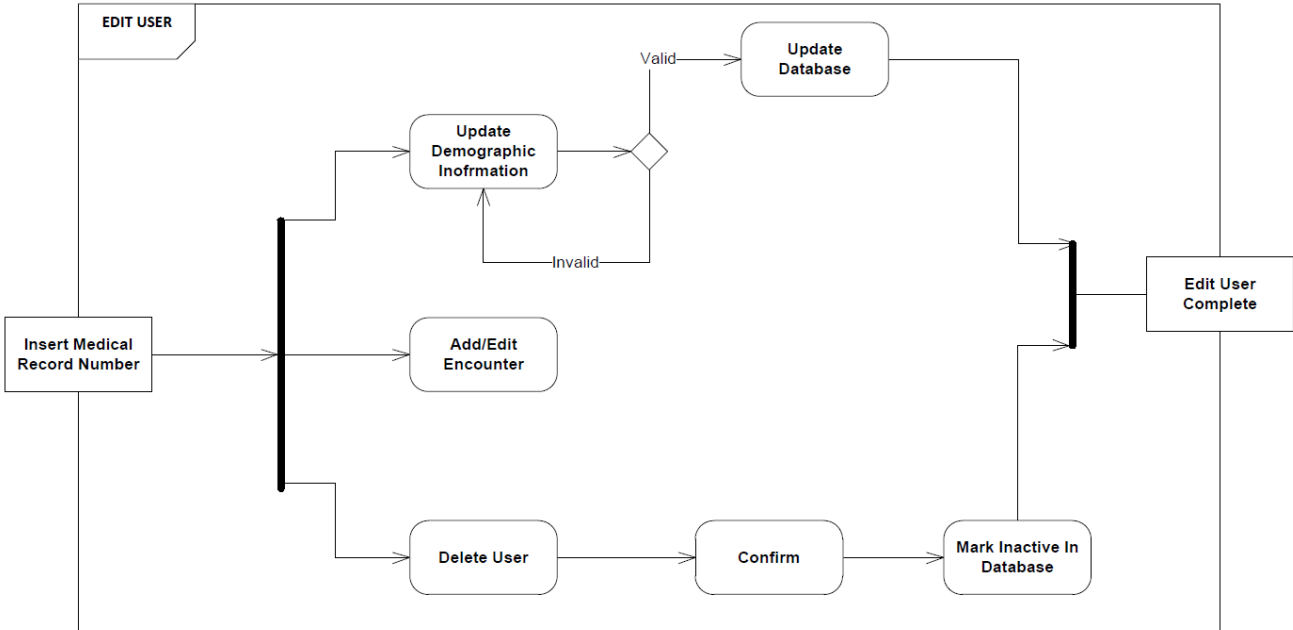 EDIT USER
Valid
Update
Database
Update
Demographic
Inofrmation
Invalid
Edit User
Complete
Insert Medical
Record Number
Add/Edit
Encounter
Delete User
Confirm
Mark Inactive In
Database